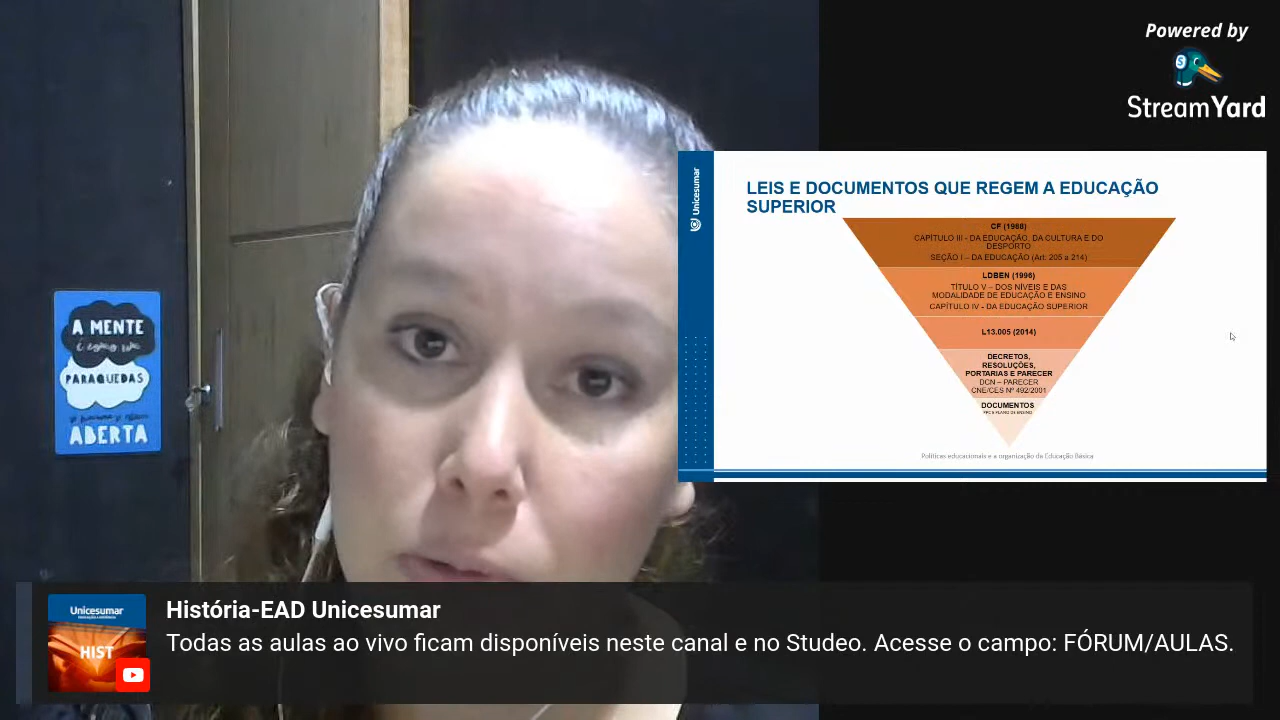 Powered by
StreamYard
Unicesumar
LEIS E DOCUMENTOS QUE REGEM A EDUCAÇÃO
SUPERIOR
CF (1988)
CAPÍTULO III - DA EDUCAÇÃO, DA CULTURA E DO
DESPORTO
SEÇÃO I – DA EDUCAÇÃO (Art: 205 a 214)
LDBEN (1996)
TÍTULO V – DOS NÍVEIS E DAS
MODALIDADE DE EDUCAÇÃO E ENSINO
CAPÍTULO IV - DA EDUCAÇÃO SUPERIOR
L13.005 (2014)
DECRETOS,
RESOLUÇÕES,
PORTARIAS E PARECER
DCN – PARECER
CNE/CES Nº 492/2001
DOCUMENTOS
PPC E PLANO DE ENSINO
Políticas educacionais e a organização da Educação Básica
A MENTE
PARAQUEDAS
ABERTA
Unicesumar
HIST
História-EAD Unicesumar
Todas as aulas ao vivo ficam disponíveis neste canal e no Studeo. Acesse o campo: FÓRUM/AULAS.